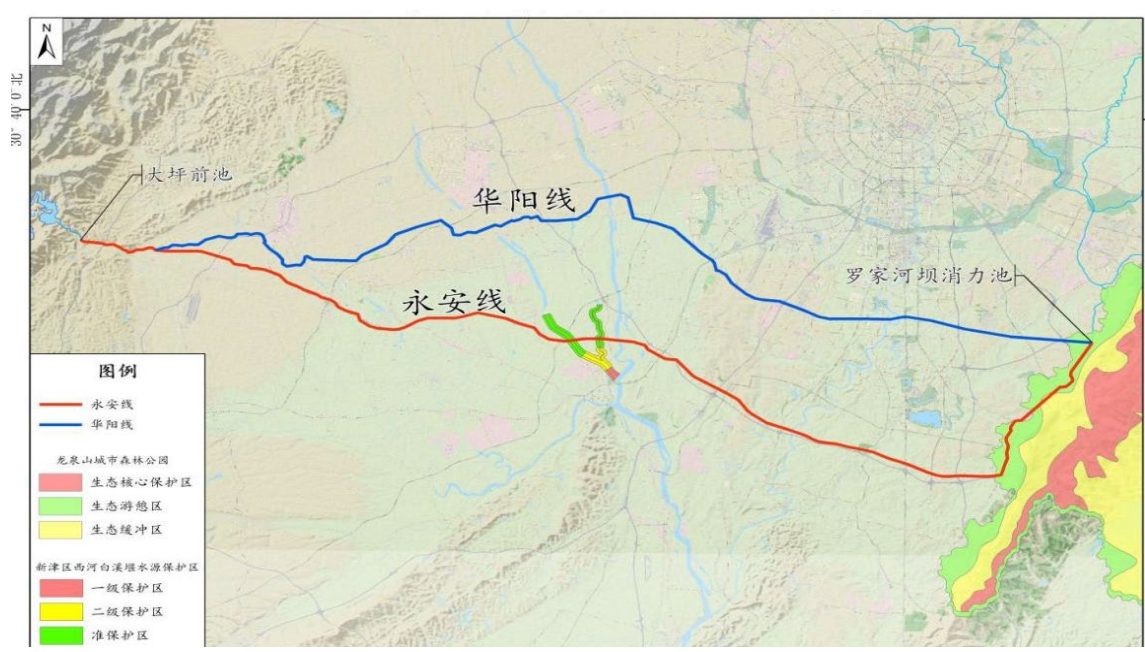 N
30° 40′ 0″北
大坪前池
华阳线
罗家河坝消力池
永安线
图例
永安线
华阳线
龙泉山城市森林公园
生态核心保护区
生态游憩区
生态缓冲区
新津区西河白溪堰水源保护区
一级保护区
二级保护区
准保护区